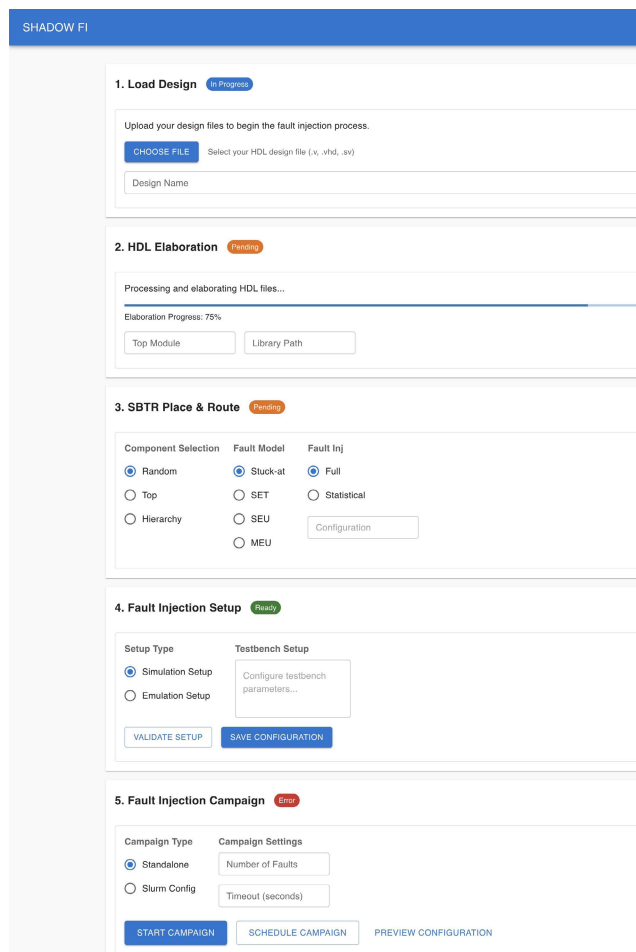 SHADOW FI
1. Load Design In Progress
Upload your design files to begin the fault injection process.
CHOOSE FILE Select your HDL design file (.v, .vhd, .sv)
Design Name
2. HDL Elaboration Pending
Processing and elaborating HDL files...
Elaboration Progress: 75%
Top Module Library Path
3. SBTR Place & Route Pending
Component Selection Fault Model Fault Inj
Random Stuck-at Full
Top SET Statistical
Hierarchy SEU
Configuration
MEU
4. Fault Injection Setup Ready
Setup Type Testbench Setup
Simulation Setup Configure testbench
parameters...
Emulation Setup
VALIDATE SETUP SAVE CONFIGURATION
5. Fault Injection Campaign Error
Campaign Type Campaign Settings
Standalone Number of Faults
Slurm Config Timeout (seconds)
START CAMPAIGN SCHEDULE CAMPAIGN PREVIEW CONFIGURATION